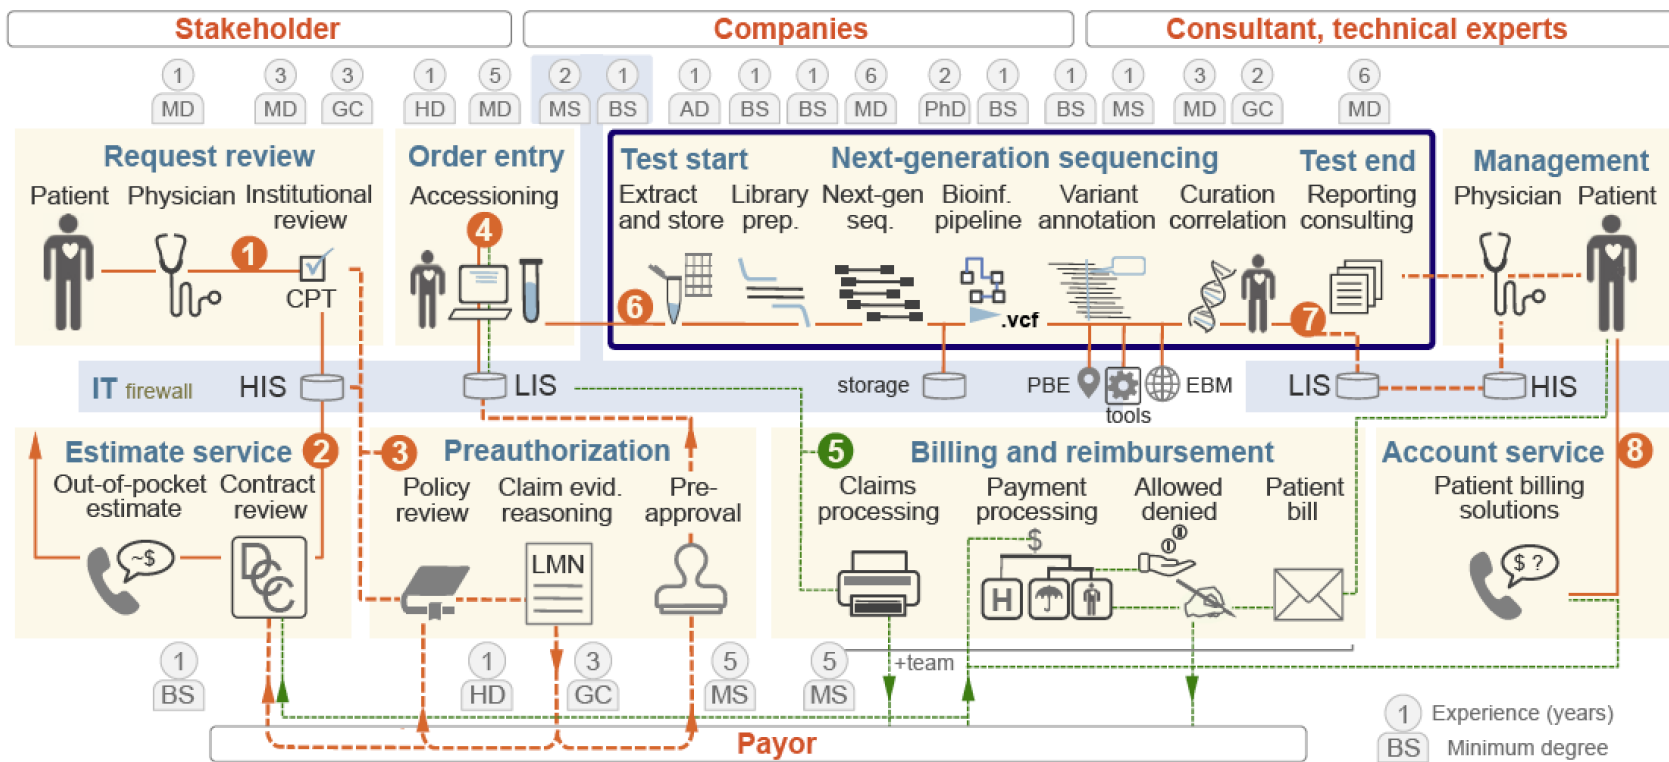 Stakeholder
Companies
Consultant, technical experts
1 3 3 1 5 2 1 1 1 1 6 2 1 1 1 3 2 6
MD MD GC HD MD MS BS AD BS BS MD PhD BS BS MS MD GC MD
Request review
Patient Physician Institutional
review
1
CPT
Order entry
Accessioning
4
Test start
Next-generation sequencing
Test end
Extract
and store
Library
prep.
Next-gen
seq.
Bioinf.
pipeline
Variant
annotation
Curation
correlation
Reporting
consulting
6
.vcf
7
Management
Physician Patient
IT firewall
HIS
LIS
storage
PBE
tools
EBM
LIS
HIS
Estimate service
2
Out-of-pocket
estimate
Contract
review
~$
DCC
3
Preauthorization
Policy
review
Claim evid.
reasoning
Pre-
approval
LMN
5
Billing and reimbursement
Claims
processing
Payment
processing
Allowed
denied
Patient
bill
$
H
Account service
8
Patient billing
solutions
$ ?
+team
1 1 3 5 5
BS HD GC MS MS
Payor
1 Experience (years)
BS Minimum degree